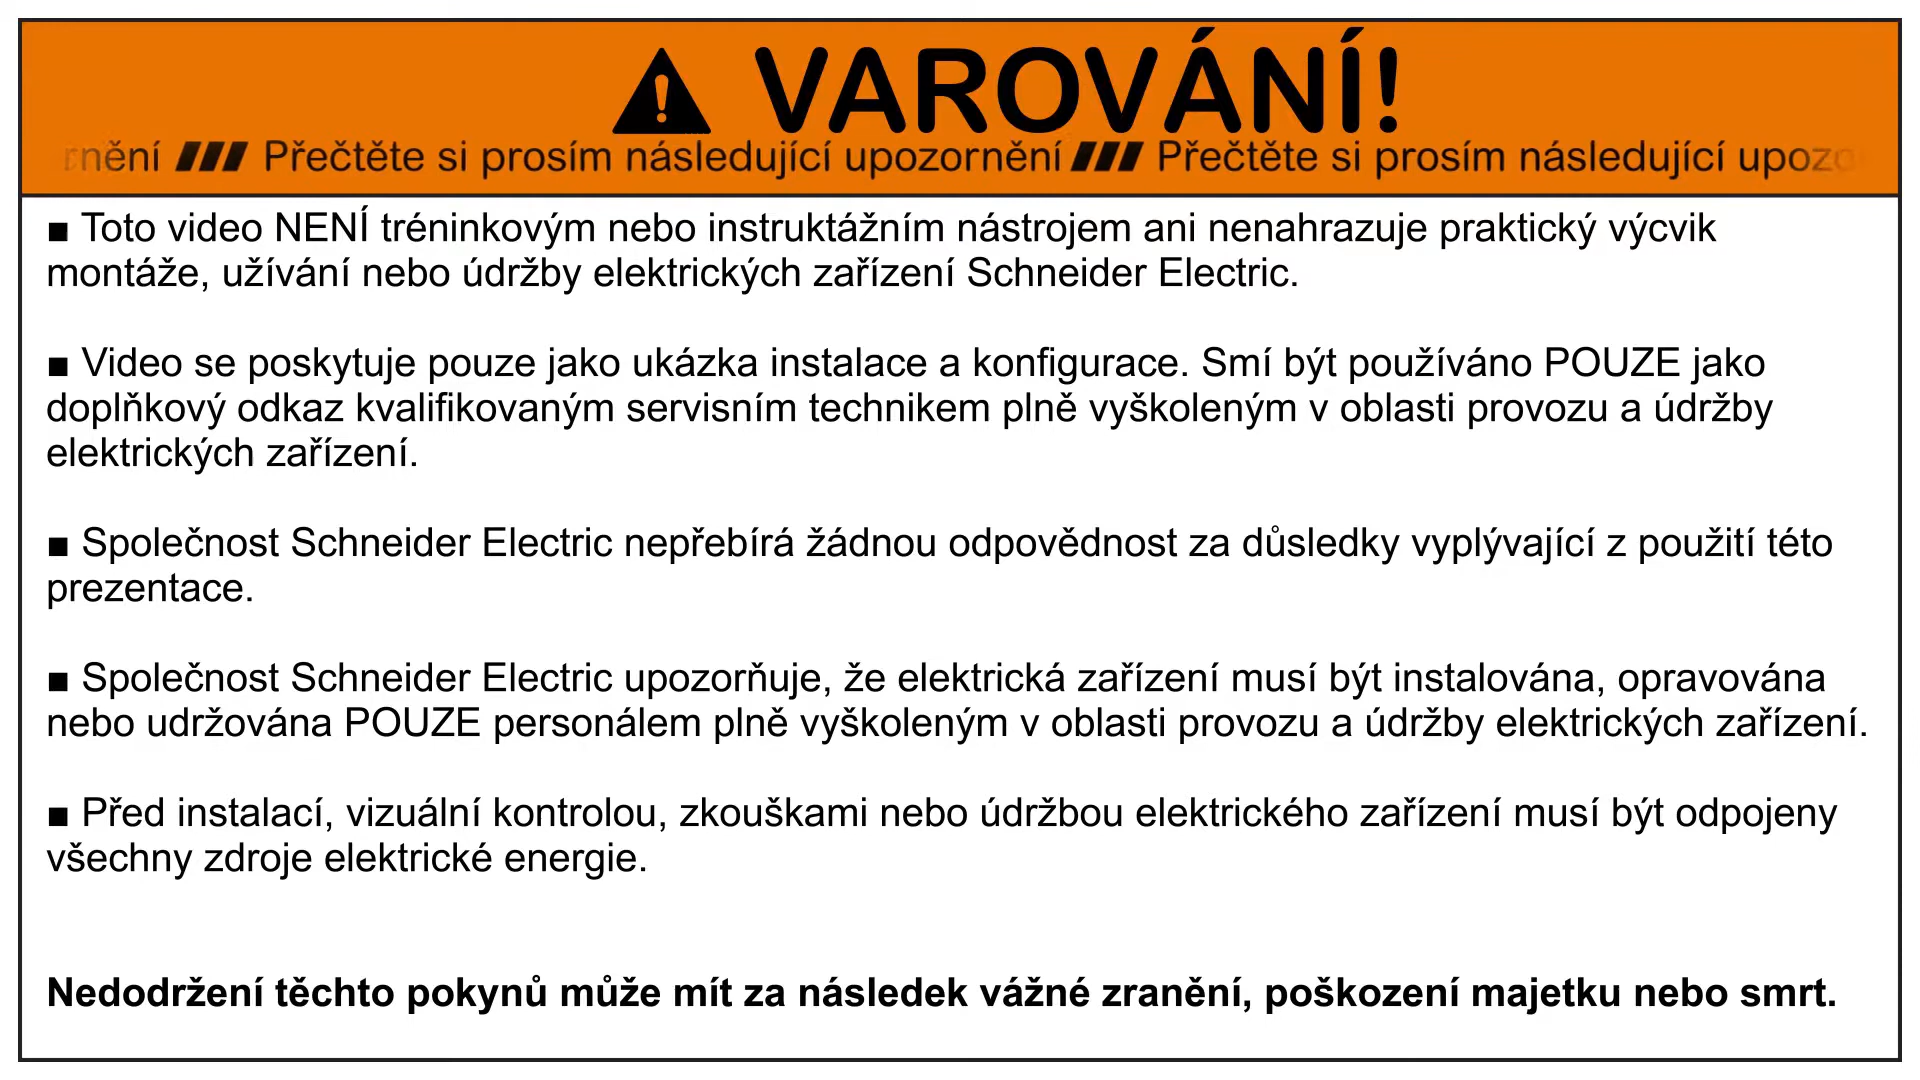 VAROVÁNÍ!
rnění /// Přečtěte si prosím následující upozornění /// Přečtěte si prosím následující upozo
■ Toto video NENÍ tréninkovým nebo instruktážním nástrojem ani nenahrazuje praktický výcvik
montáže, užívání nebo údržby elektrických zařízení Schneider Electric.
■ Video se poskytuje pouze jako ukázka instalace a konfigurace. Smí být používáno POUZE jako
doplňkový odkaz kvalifikovaným servisním technikem plně vyškoleným v oblasti provozu a údržby
elektrických zařízení.
■ Společnost Schneider Electric nepřebírá žádnou odpovědnost za důsledky vyplývající z použití této
prezentace.
■ Společnost Schneider Electric upozorňuje, že elektrická zařízení musí být instalována, opravována
nebo udržována POUZE personálem plně vyškoleným v oblasti provozu a údržby elektrických zařízení.
■ Před instalací, vizuální kontrolou, zkouškami nebo údržbou elektrického zařízení musí být odpojeny
všechny zdroje elektrické energie.
Nedodržení těchto pokynů může mít za následek vážné zranění, poškození majetku nebo smrt.